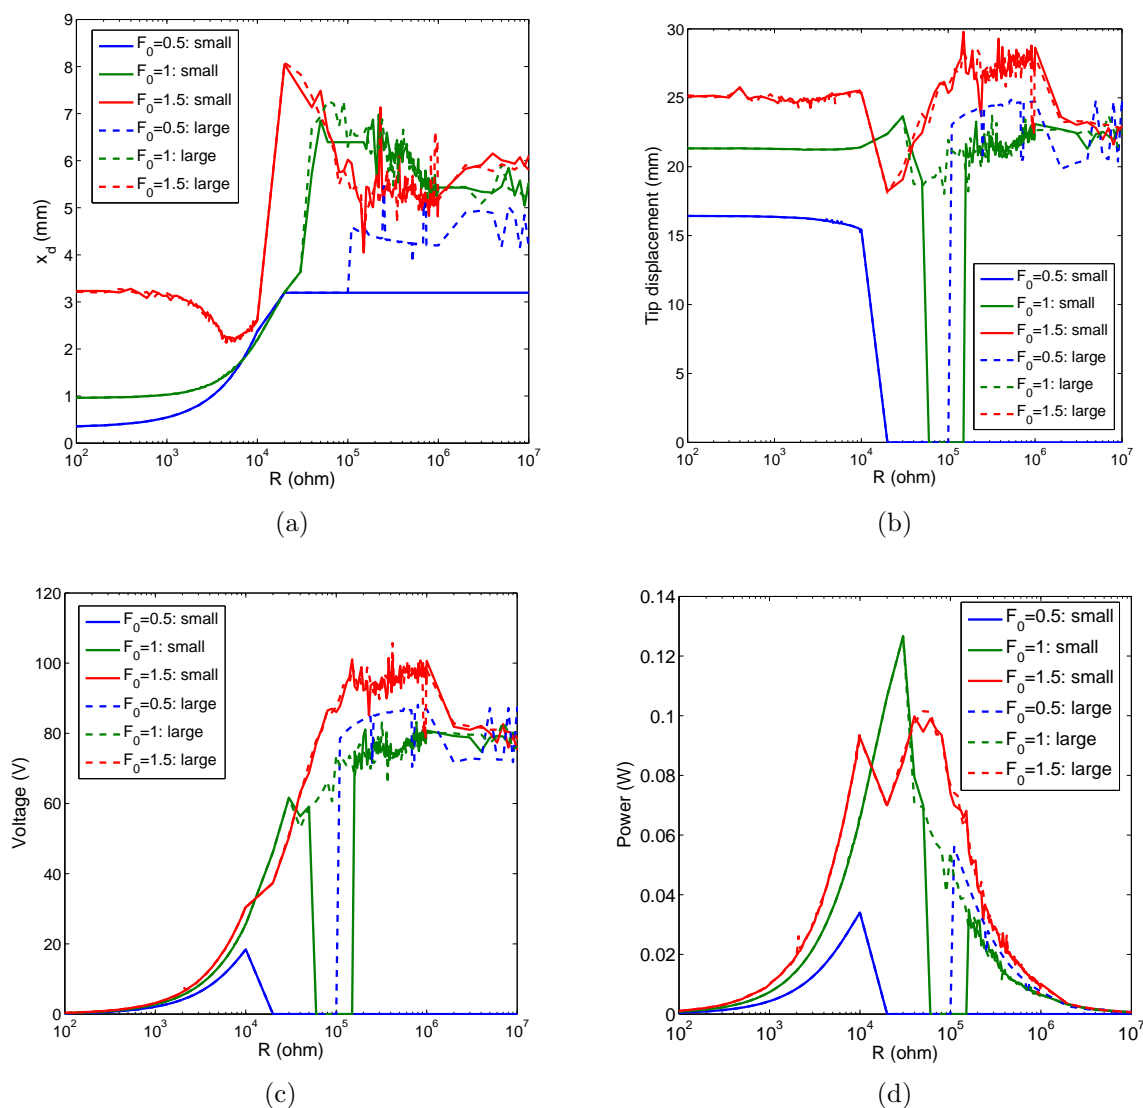 9
8
7
6
5
4
3
2
1
0
x_d (mm)
F_0=0.5: small
F_0=1: small
F_0=1.5: small
F_0=0.5: large
F_0=1: large
F_0=1.5: large
10^2 10^3 10^4 10^5 10^6 10^7
R (ohm)
(a)
30
25
20
15
10
5
0
Tip displacement (mm)
F_0=0.5: small
F_0=1: small
F_0=1.5: small
F_0=0.5: large
F_0=1: large
F_0=1.5: large
10^2 10^3 10^4 10^5 10^6 10^7
R (ohm)
(b)
120
100
80
60
40
20
0
Voltage (V)
F_0=0.5: small
F_0=1: small
F_0=1.5: small
F_0=0.5: large
F_0=1: large
F_0=1.5: large
10^2 10^3 10^4 10^5 10^6 10^7
R (ohm)
(c)
0.14
0.12
0.1
0.08
0.06
0.04
0.02
0
Power (W)
F_0=0.5: small
F_0=1: small
F_0=1.5: small
F_0=0.5: large
F_0=1: large
F_0=1.5: large
10^2 10^3 10^4 10^5 10^6 10^7
R (ohm)
(d)